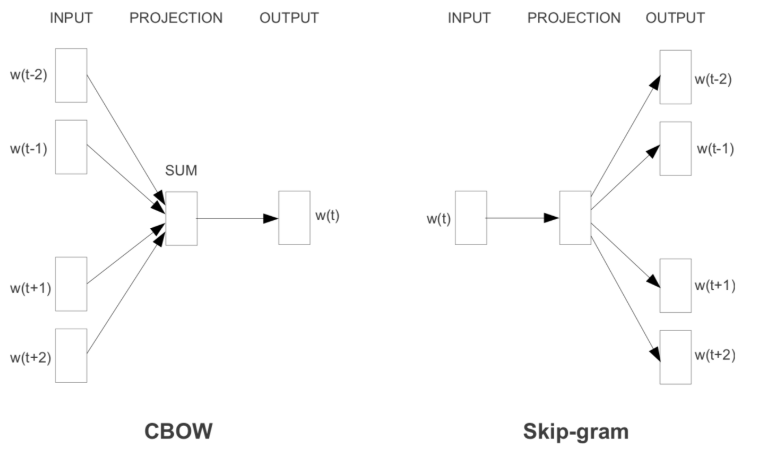 INPUT PROJECTION OUTPUT
w(t-2)
w(t-1)
SUM
w(t)
w(t+1)
w(t+2)
CBOW
INPUT PROJECTION OUTPUT
w(t-2)
w(t-1)
w(t)
w(t+1)
w(t+2)
Skip-gram